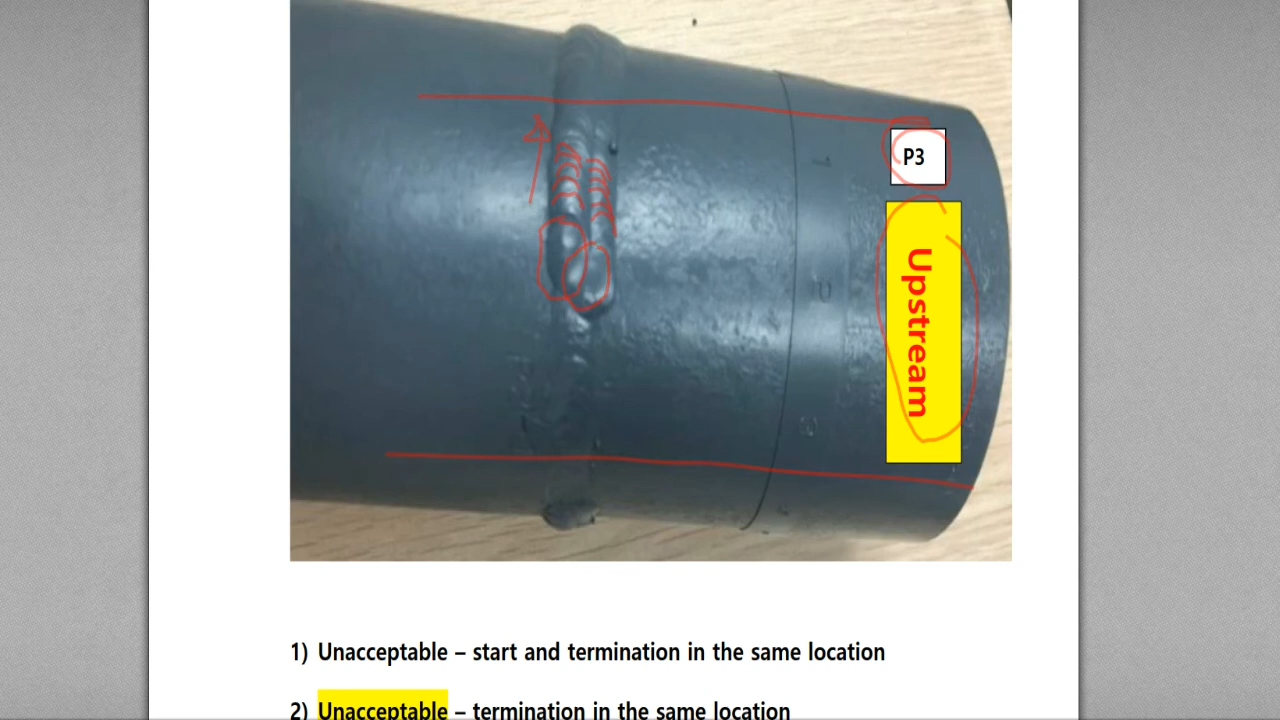 P3
Upstream
1) Unacceptable – start and termination in the same location
2) Unacceptable – termination in the same location